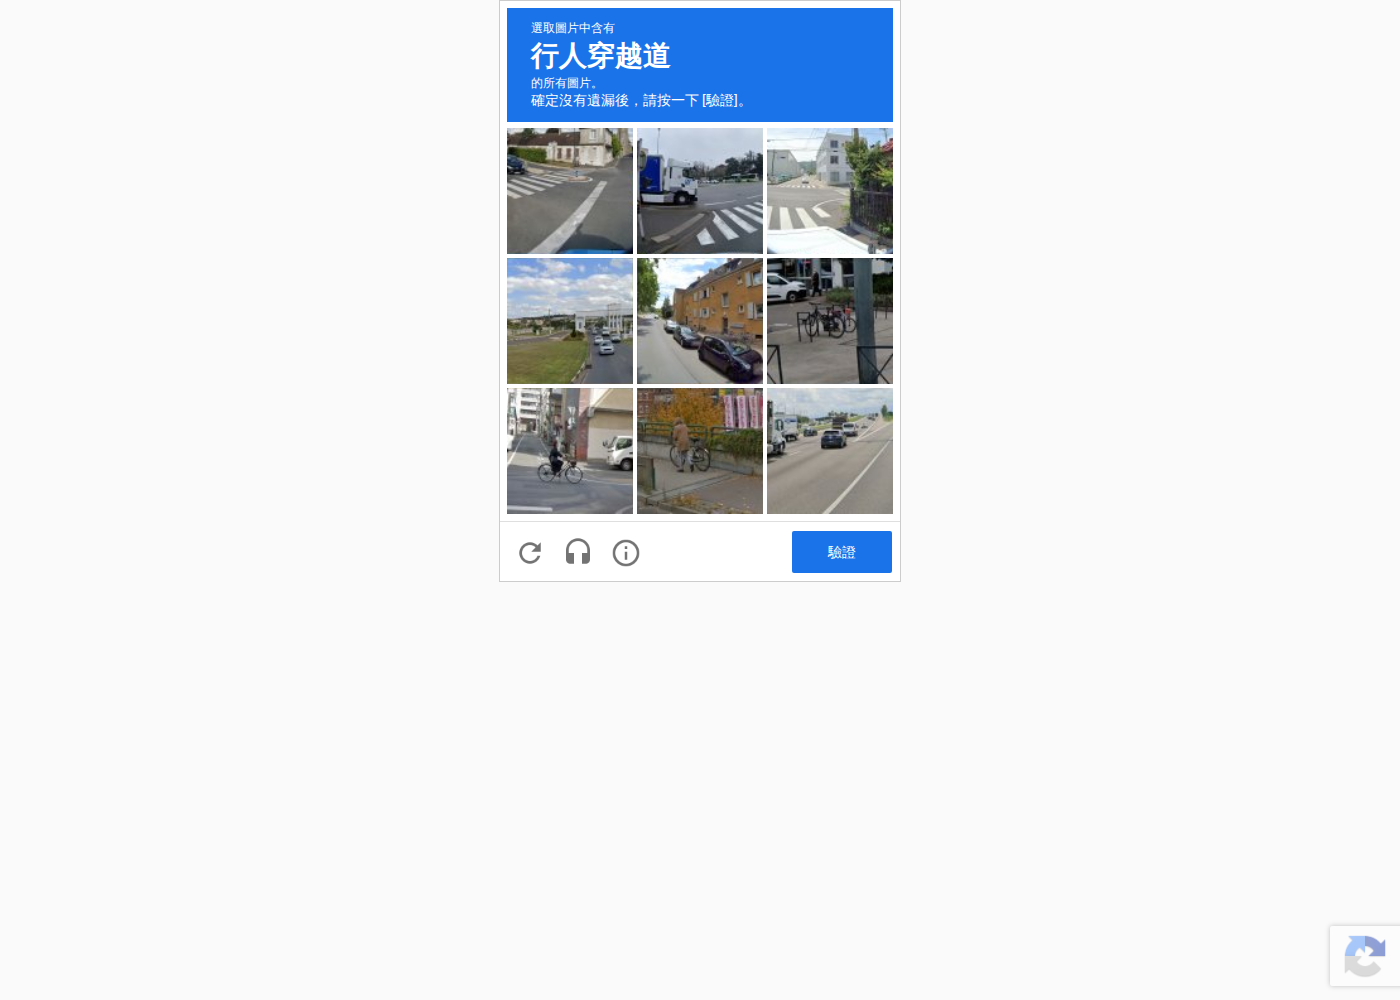 選取圖片中含有
行人穿越道
的所有圖片。
確定沒有遺漏後，請按一下 [驗證]。
驗證